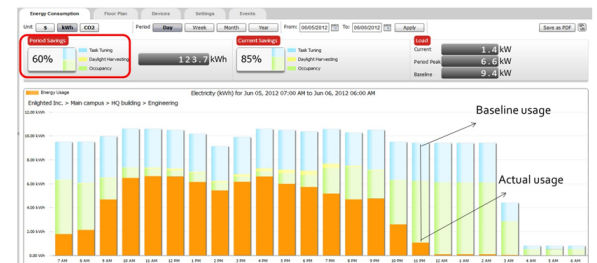 Energy Consumption Floor Plan Devices Settings Events
Unit $ kWh CO2 Period Day Week Month Year From: 06/05/2012 To: 06/06/2012 Apply Save as PDF
Period Savings Current Savings Load
60% Task Tuning Daylight Harvesting Occupancy
123.7 kWh
85% Task Tuning Daylight Harvesting Occupancy
Current 1.4 kW
Period Peak 6.6 kW
Baseline 9.4 kW
Energy Usage Electricity (kWh) for Jun 05, 2012 07:00 AM to Jun 06, 2012 06:00 AM
Enlighted Inc. > Main campus > HQ building > Engineering
Baseline usage
Actual usage
12.00 kWh
10.00 kWh
8.00 kWh
6.00 kWh
4.00 kWh
2.00 kWh
0.00 kWh
7 AM 8 AM 9 AM 10 AM 11 AM 12 PM 1 PM 2 PM 3 PM 4 PM 5 PM 6 PM 7 PM 8 PM 9 PM 10 PM 11 PM 12 AM 1 AM 2 AM 3 AM 4 AM 5 AM 6 AM